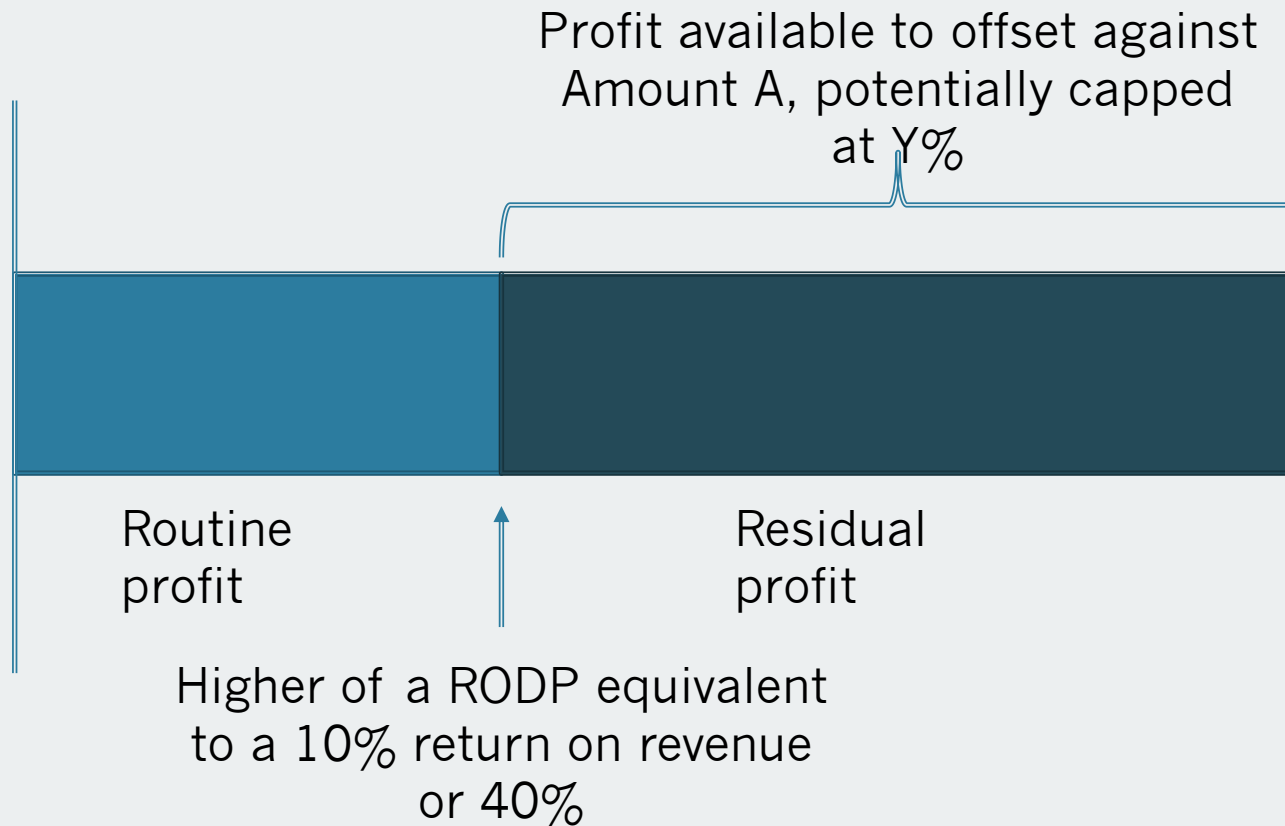 Profit available to offset against
Amount A, potentially capped
at Y%
Routine
profit
Residual
profit
Higher of a RODP equivalent
to a 10% return on revenue
or 40%